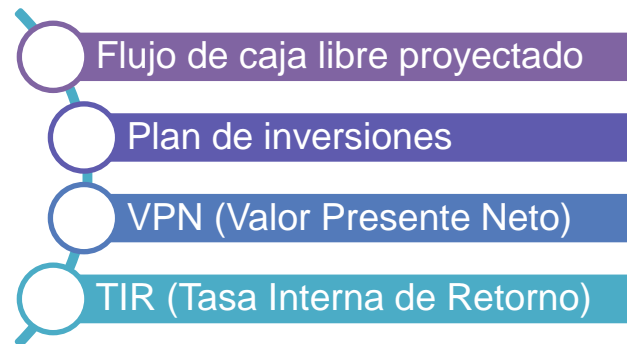 Flujo de caja libre proyectado
Plan de inversiones
VPN (Valor Presente Neto)
TIR (Tasa Interna de Retorno)